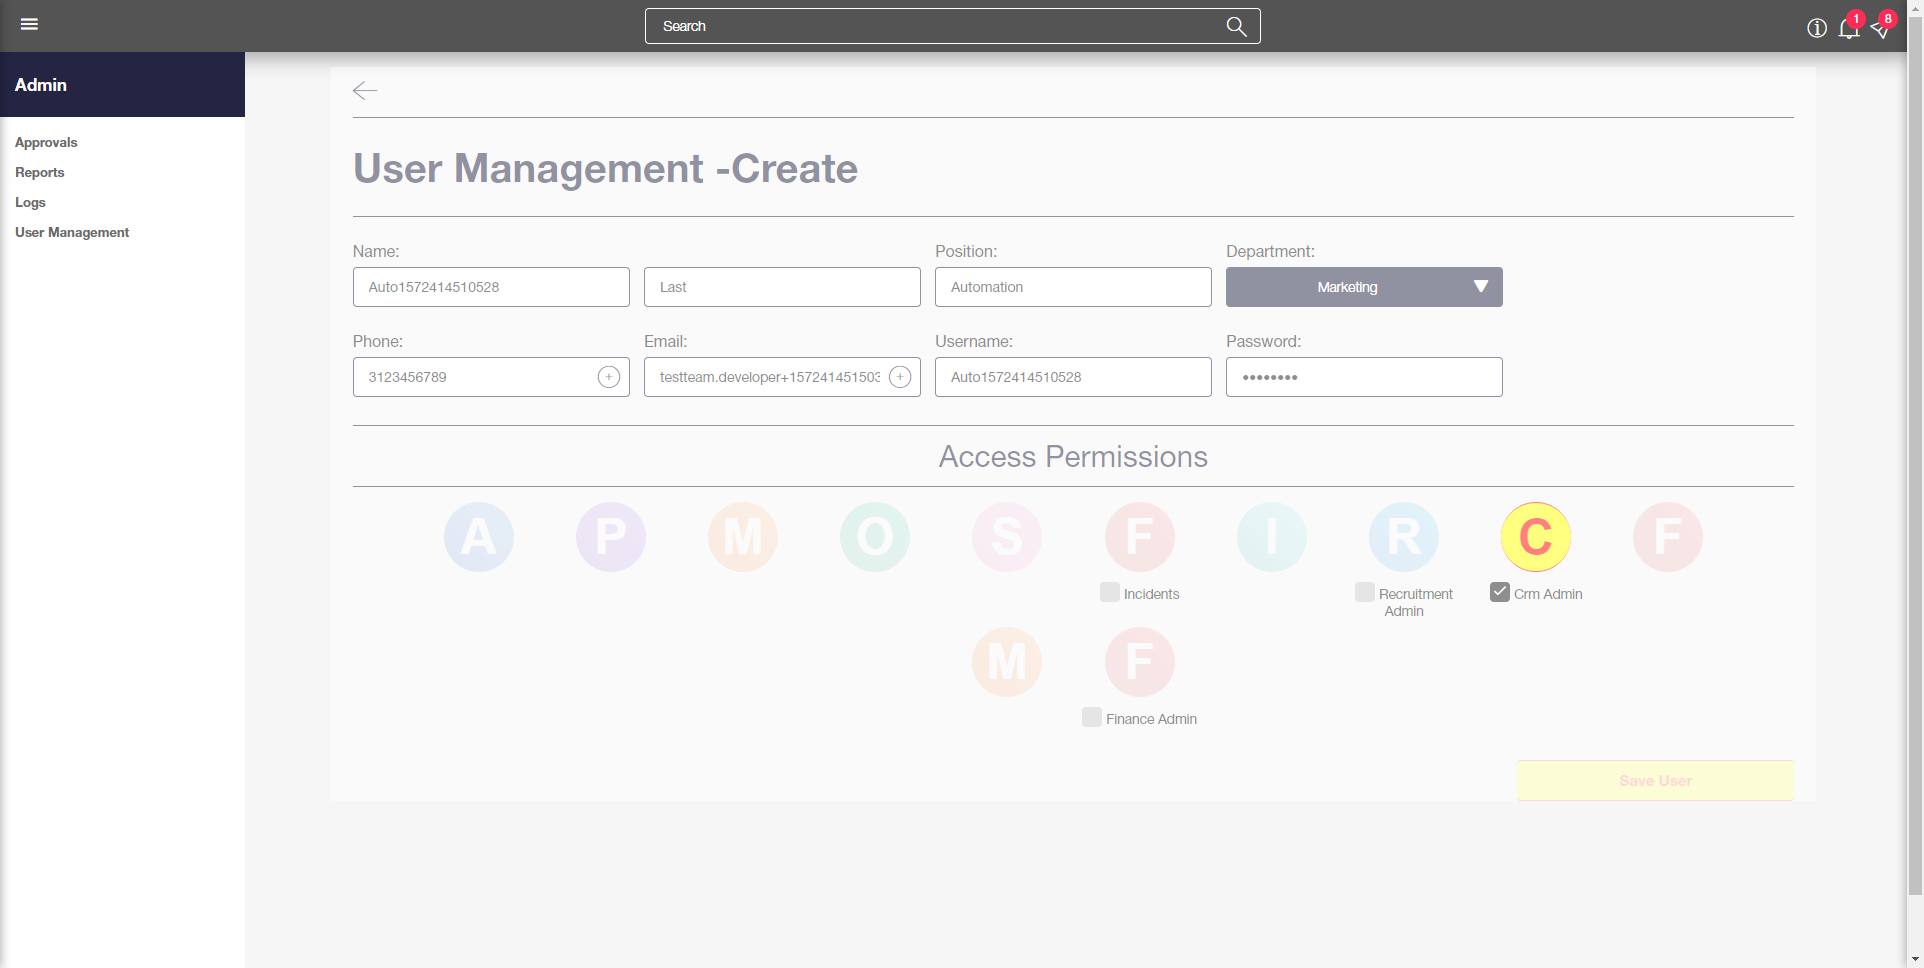 Search
1
8
Admin
Approvals
Reports
Logs
User Management
User Management -Create
Name:
Position:
Department:
Auto1572414510528
Last
Automation
Marketing
Phone:
Email:
Username:
Password:
3123456789
testteam.developer+157241451503
Auto1572414510528
••••••••
Access Permissions
A P M O S F I R C F
Incidents
Recruitment
Admin
Crm Admin
M F
Finance Admin
Save User